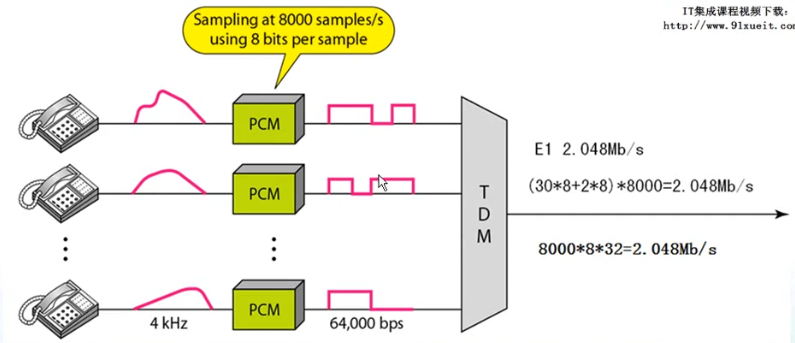 IT集成课程视频下载:
http://www.91xueit.com
Sampling at 8000 samples/s
using 8 bits per sample
PCM
PCM
PCM
TDM
4 kHz
64,000 bps
E1 2.048Mb/s
(30*8+2*8)*8000=2.048Mb/s
8000*8*32=2.048Mb/s